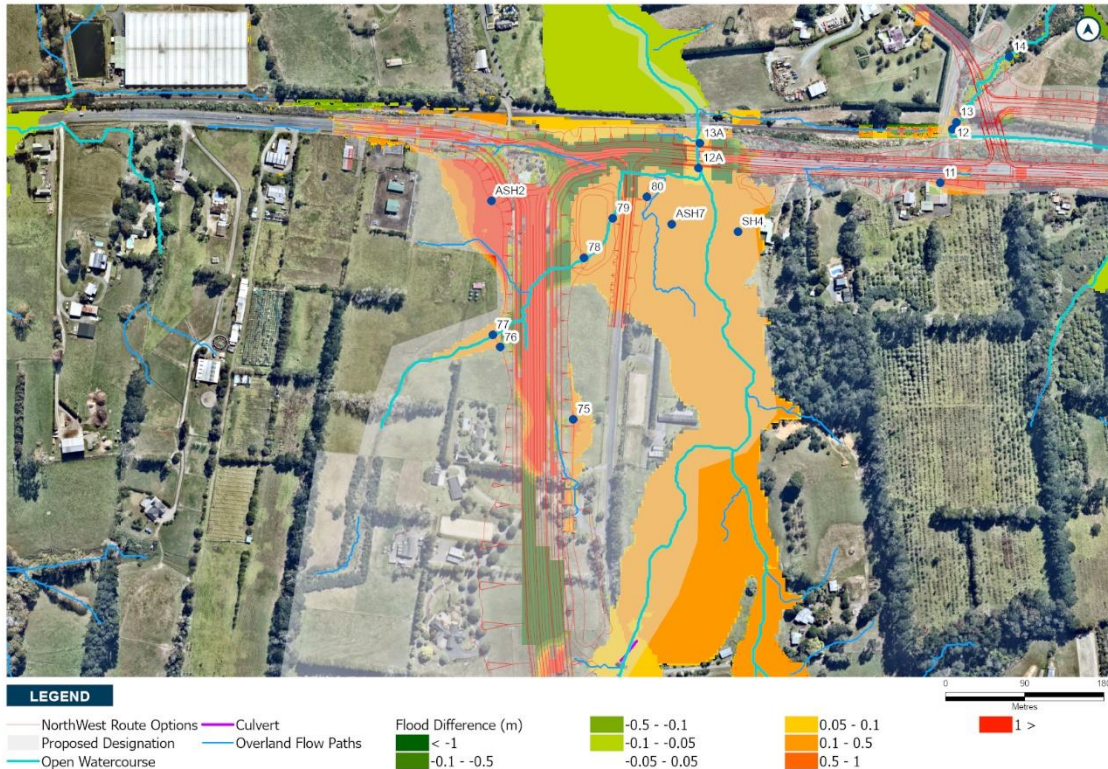 14
13
13A
12
12A
11
ASH2
80
79
ASH7
SH4
78
77
76
75
LEGEND
0 90 180
Metres
NorthWest Route Options
Proposed Designation
Open Watercourse
Culvert
Overland Flow Paths
Flood Difference (m)
< -1
-0.1 - -0.5
-0.5 - -0.1
-0.1 - -0.05
-0.05 - 0.05
0.05 - 0.1
0.1 - 0.5
0.5 - 1
1 >